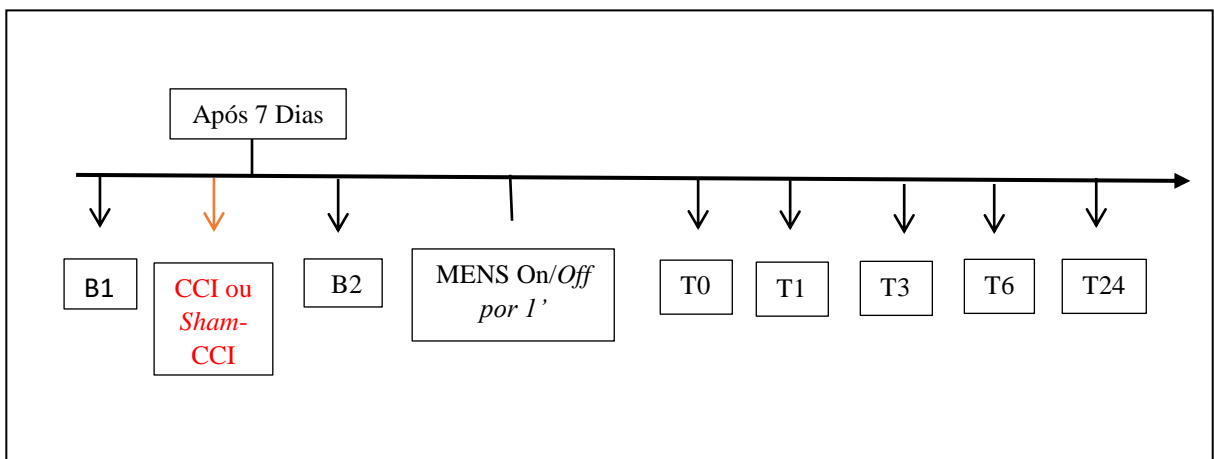 Após 7 Dias
B1
CCI ou
Sham-
CCI
B2
MENS On/Off
por 1’
T0
T1
T3
T6
T24